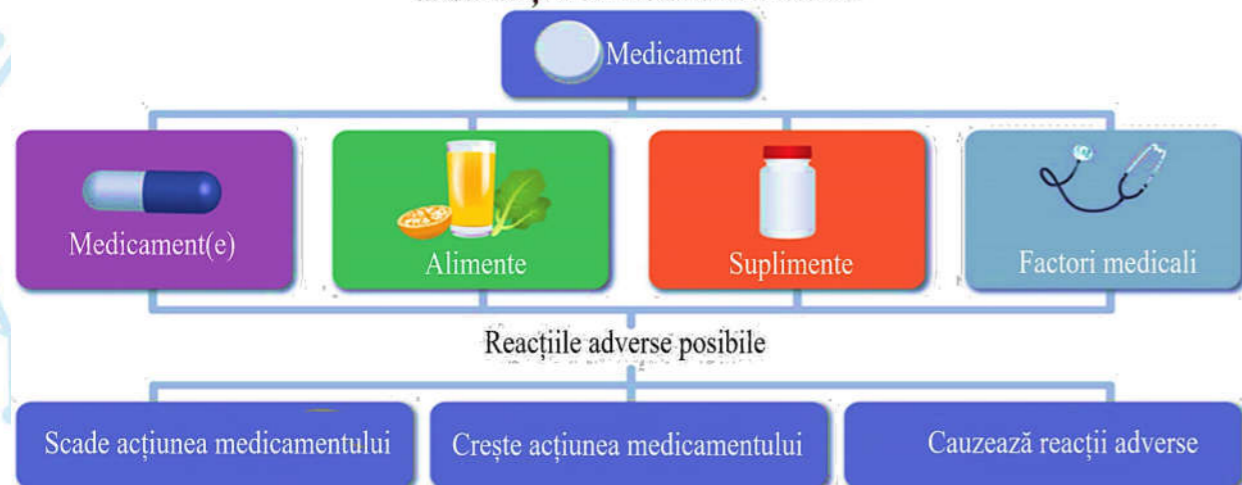 Medicament
Medicament(e)
Alimente
Suplimente
Factori medicali
Reacțiile adverse posibile
Scade acțiunea medicamentului
Crește acțiunea medicamentului
Cauzează reacții adverse